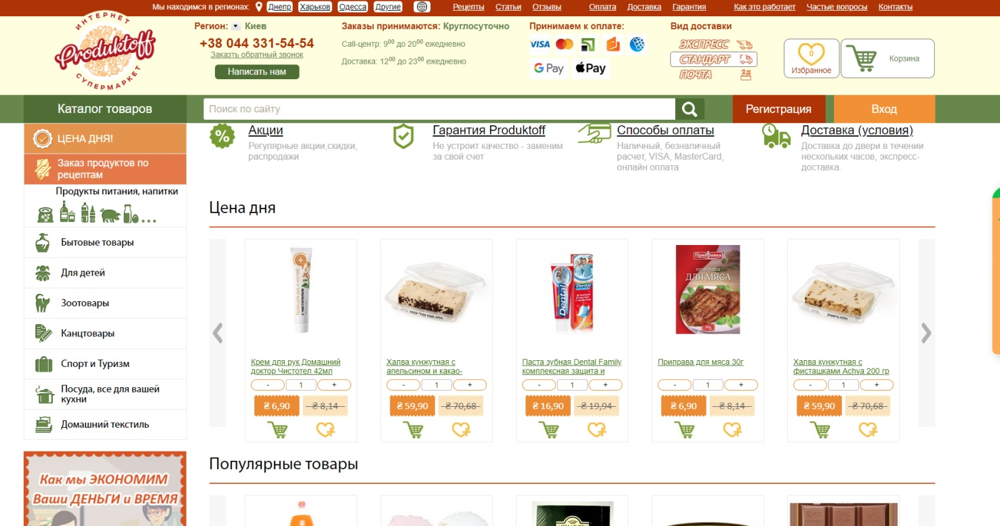 Мы находимся в регионах: Днепр Харьков Одесса Другие Рецепты Статьи Отзывы Оплата Доставка Гарантия Как это работает Частые вопросы Контакты
ИНТЕРНЕТ
Produktoff
СУПЕРМАРКЕТ
Регион: Киев
+38 044 331-54-54
Заказть обратный звонок
Написать нам
Заказы принимаются: Круглосуточно
Call-центр: 9⁰⁰ до 20⁰⁰ ежедневно
Доставка: 12⁰⁰ до 23⁰⁰ ежедневно
Принимаем к оплате:
VISA
G Pay Pay
Вид доставки
ЭКСПРЕСС
СТАНДАРТ
ПОЧТА
0
Избранное
Корзина
Каталог товаров
Поиск по сайту
Регистрация
Вход
ЦЕНА ДНЯ!
Заказ продуктов по
рецептам
Продукты питания, напитки
Бытовые товары
Для детей
Зоотовары
Канцтовары
Спорт и Туризм
Посуда, все для вашей
кухни
Домашний текстиль
Как мы ЭКОНОМИМ
Ваши ДЕНЬГИ и ВРЕМЯ
%
Акции
Регулярные акции,скидки,
распродажи
Гарантия Produktoff
Не устроит качество - заменим
за свой счет
Способы оплаты
Наличный, безналичный
расчет, VISA, MasterCard,
онлайн оплата
Доставка (условия)
Доставка до двери в течении
нескольких часов, экспресс-
доставка.
Цена дня
Крем для рук Домашний
доктор Чистотел 42мл
- 1 +
₴ 6,90 ₴ 8,14
Халва кунжутная с
апельсином и какао-
- 1 +
₴ 59,90 ₴ 70,68
Dental
Dental
Паста зубная Dental Family
комплексная защита и
- 1 +
₴ 16,90 ₴ 19,94
Приправка
приправа
ДЛЯ МЯСА
30g
Приправа для мяса 30г
- 1 +
₴ 6,90 ₴ 8,14
Халва кунжутная с
фисташками Achva 200 гр
- 1 +
₴ 59,90 ₴ 70,68
Популярные товары